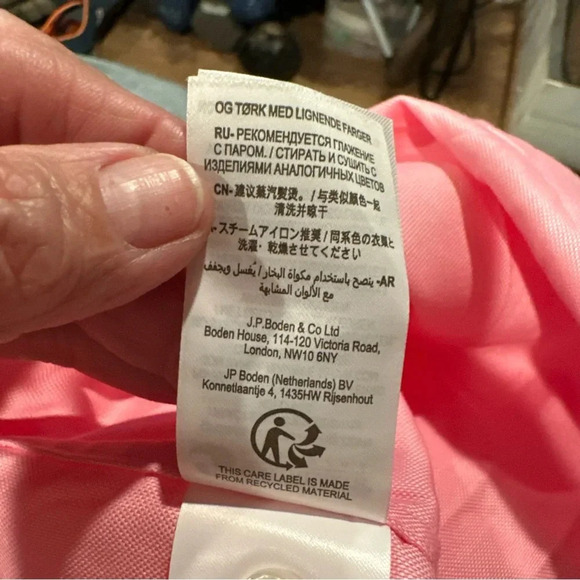 OG TØRK MED LIGNENDE FARGER
RU- РЕКОМЕНДУЕТСЯ ГЛАЖЕНИЕ
С ПАРОМ. / СТИРАТЬ И СУШИТЬ С
ИЗДЕЛИЯМИ АНАЛОГИЧНЫХ ЦВЕТОВ
CN- 建议蒸汽熨烫。/ 与类似颜色一起
清洗并晾干
- スチームアイロン推奨 / 同系色の衣類と
洗濯・乾燥させてください
AR- ينصح باستخدام مكواة البخار / يُغسل ويجفف
مع الألوان المشابهة
J.P.Boden & Co Ltd
Boden House, 114-120 Victoria Road,
London, NW10 6NY
JP Boden (Netherlands) BV
Konnetlaantje 4, 1435HW Rijsenhout
THIS CARE LABEL IS MADE
FROM RECYCLED MATERIAL